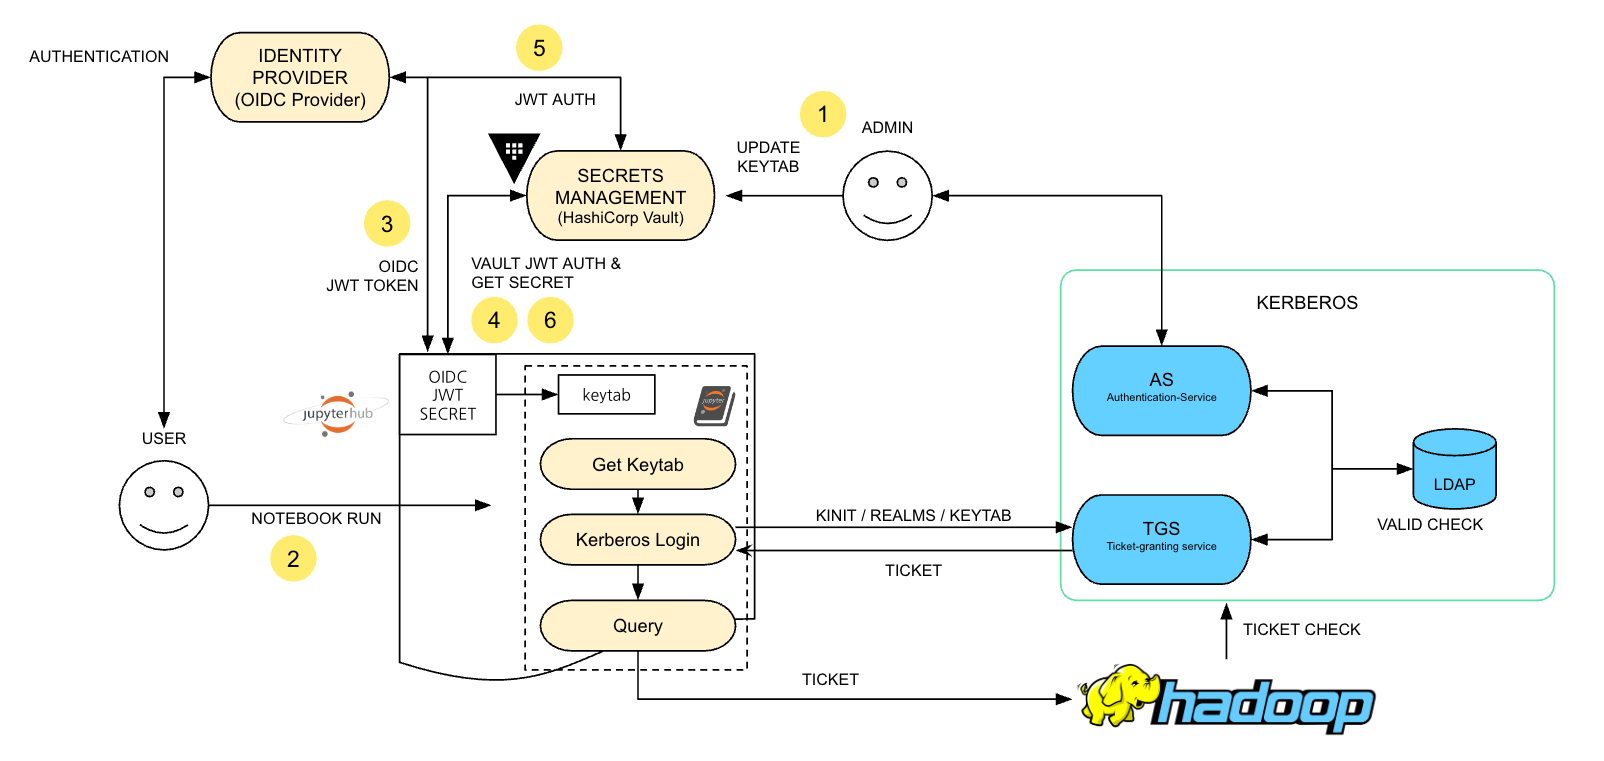 AUTHENTICATION
IDENTITY
PROVIDER
(OIDC Provider)
5
JWT AUTH
1
ADMIN
UPDATE
KEYTAB
SECRETS
MANAGEMENT
(HashiCorp Vault)
3
OIDC
JWT TOKEN
VAULT JWT AUTH &
GET SECRET
4
6
KERBEROS
OIDC
JWT
SECRET
keytab
jupyter
jupyterhub
AS
Authentication-Service
USER
Get Keytab
LDAP
VALID CHECK
NOTEBOOK RUN
2
Kerberos Login
KINIT / REALMS / KEYTAB
TICKET
TGS
Ticket-granting service
Query
TICKET CHECK
TICKET
hadoop